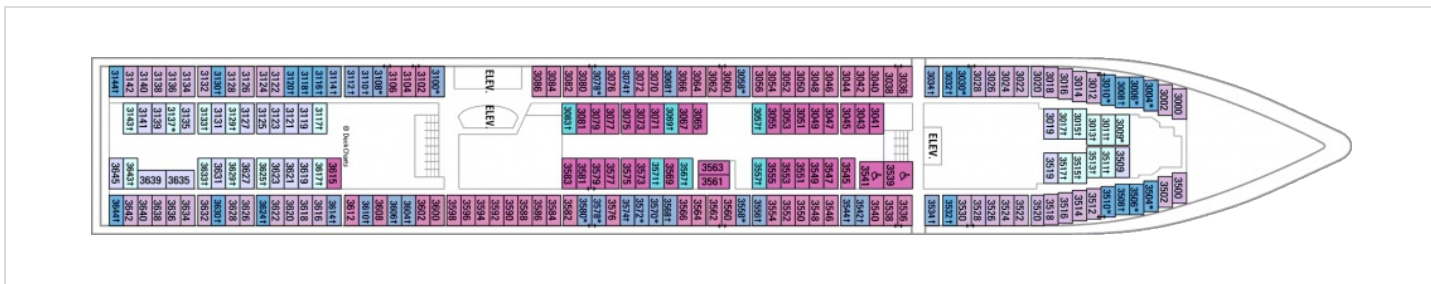 3144† 3142 3140 3138 3136 3134 3132 3130† 3128 3126 3124 3122 3120† 3118† 3116† 3114† 3112† 3110† 3108* 3106 3104 3102 3100* ELEV. 3086 3084 3082 3080 3078* 3076 3074† 3072 3070 3068† 3066 3064 3062 3060 3058* 3056 3054 3052 3050 3048 3046 3044 3042 3040 3038 3036 3034† 3032† 3030* 3028 3026 3024 3022 3020 3018 3016 3014 3012 3010* 3008† 3006* 3004* 3002 3000
3143† 3141 3139 3137* 3135 3133† 3131 3129† 3127 3125 3123 3121 3119 3117† ELEV. 3083† 3081 3079 3077 3075 3073 3069† 3067 3065 3057† 3055 3053 3051 3049 3047 3045 3043 3041 3019 3017† 3015† 3013† 3011† 3009*
© DeckChartz
ELEV.
3645 3643† 3639 3635 3633† 3631 3629† 3627 3625† 3623 3621 3619 3617† 3615 3583 3581 3579 3577 3575 3573 3571† 3569 3567† 3563 3561 3557† 3555 3553 3551 3549 3547 3545 3541 3539 3519 3517† 3515† 3513† 3511† 3509
3644† 3642 3640 3638 3636 3634 3632 3630† 3628 3626 3624† 3622 3620 3618 3616 3614† 3612 3610† 3608 3606† 3604† 3602 3600 3598 3596 3594 3592 3590 3588 3586 3584 3582 3580* 3578* 3576 3574† 3572* 3570* 3568† 3566 3564 3562 3560 3558* 3556† 3554 3552 3550 3548 3546 3544† 3542† 3540 3538 3536 3534† 3532† 3530 3528 3526 3524 3522 3520 3518 3516 3514 3512 3510* 3508† 3506* 3504* 3502 3500